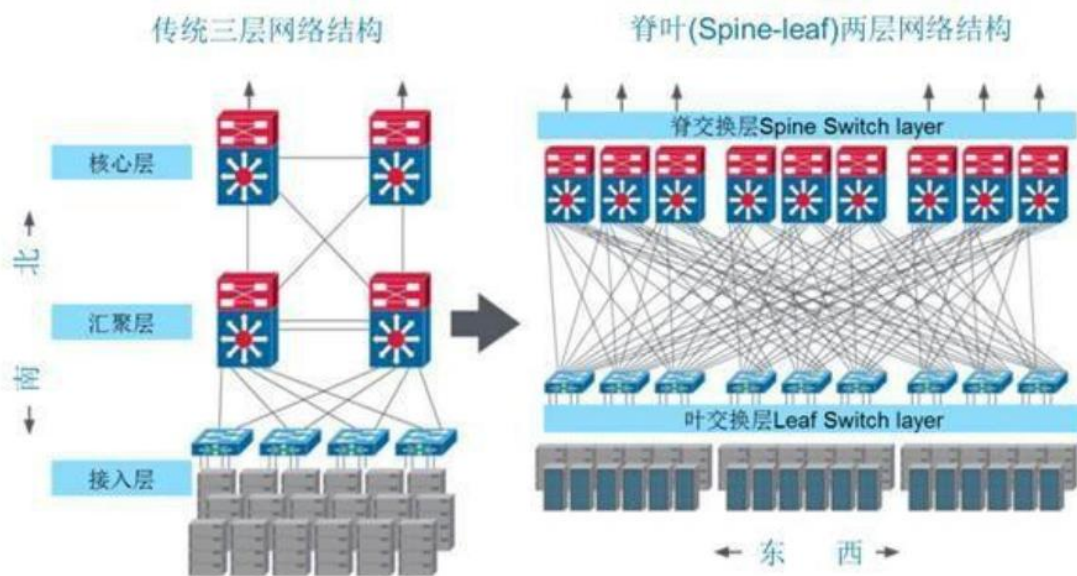 传统三层网络结构
核心层
北
汇聚层
南
接入层
脊叶(Spine-leaf)两层网络结构
脊交换层Spine Switch layer
叶交换层Leaf Switch layer
东 西